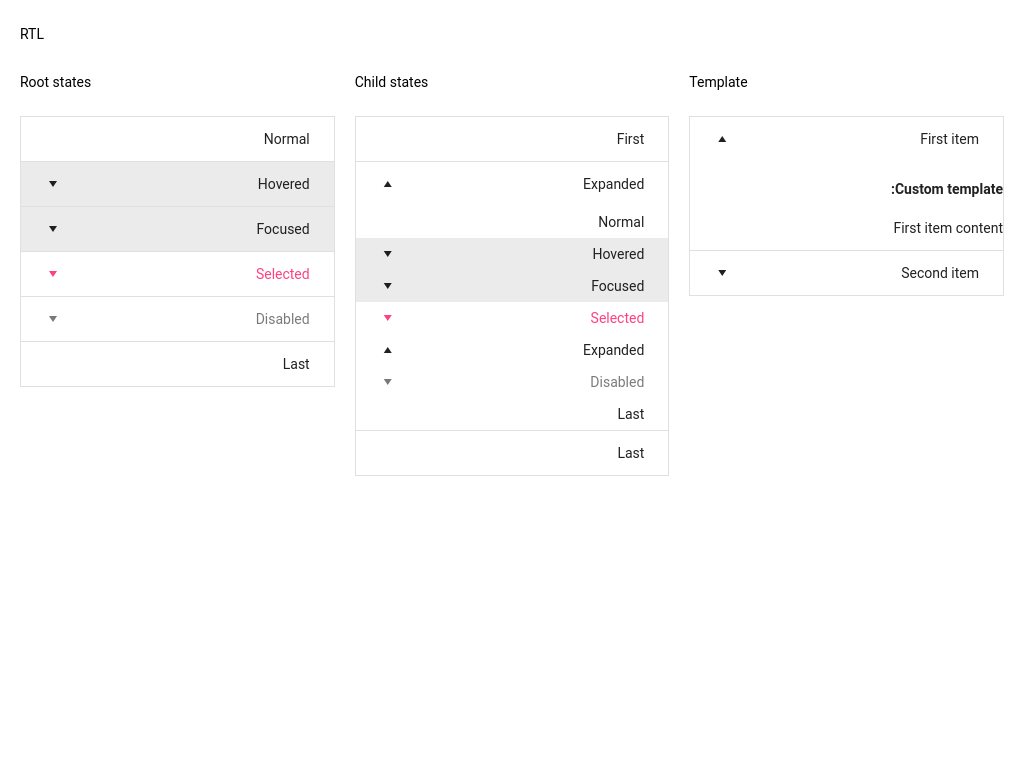 RTL
Root states
Normal
Hovered
Focused
Selected
Disabled
Last
Child states
First
Expanded
Normal
Hovered
Focused
Selected
Expanded
Disabled
Last
Last
Template
First item
:Custom template
First item content
Second item